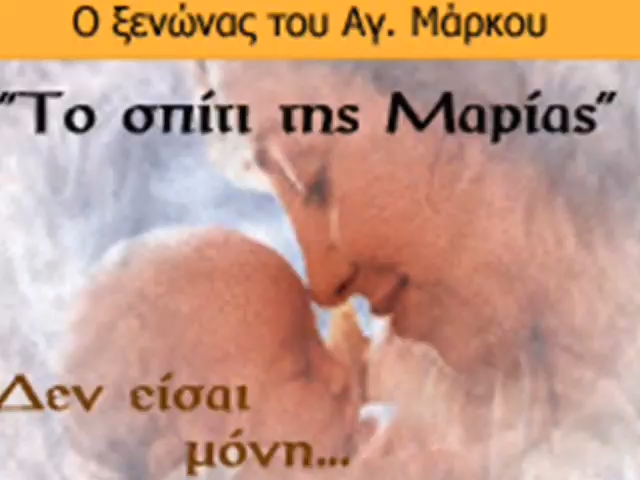 Ο ξενώνας του Αγ. Μάρκου
"Το σπίτι της Μαρίας"
Δεν είσαι
μόνη...